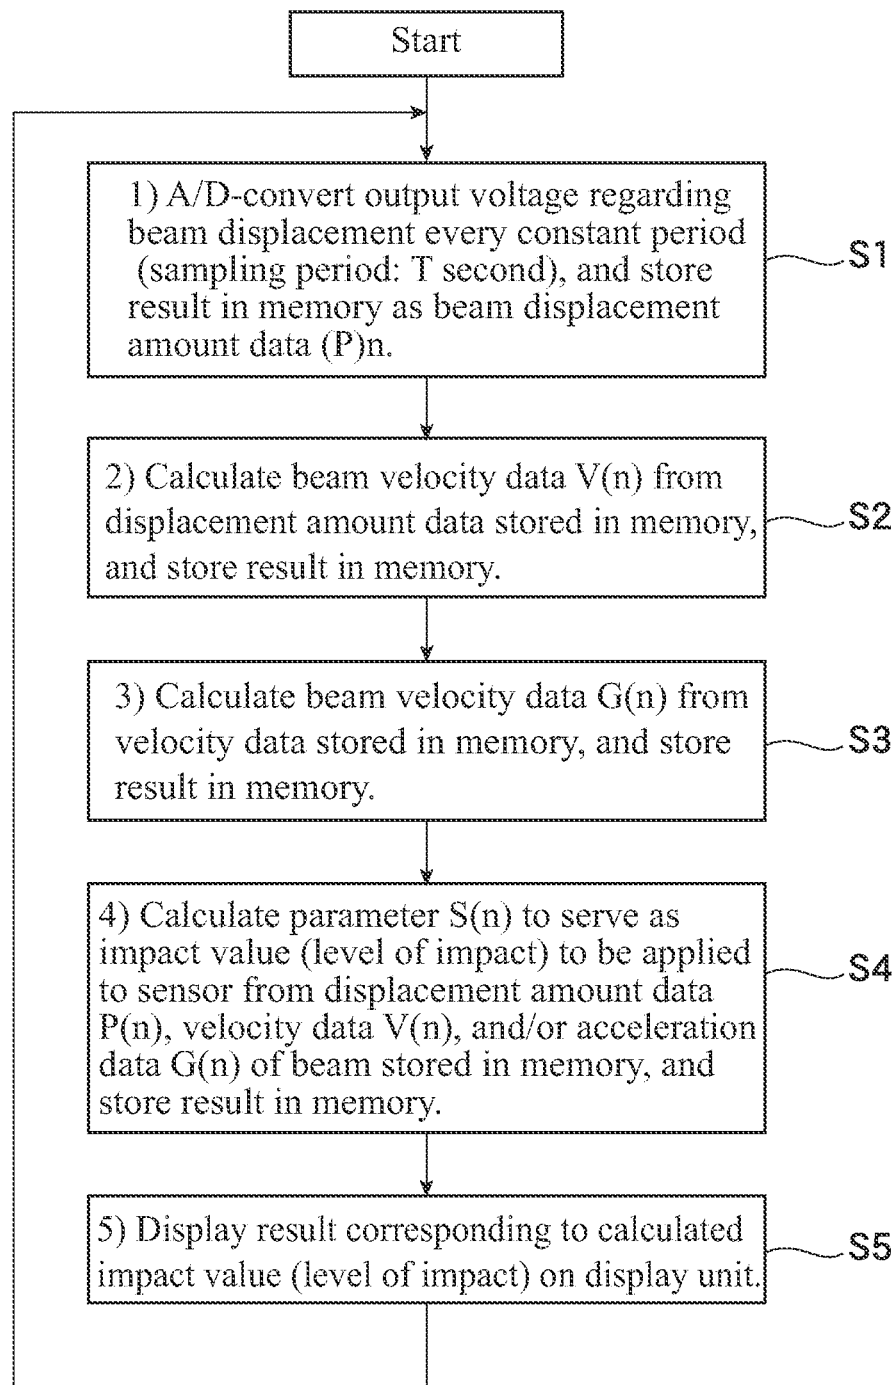 Start
1) A/D-convert output voltage regarding
beam displacement every constant period
(sampling period: T second), and store
result in memory as beam displacement
amount data (P)n.
S1
2) Calculate beam velocity data V(n) from
displacement amount data stored in memory,
and store result in memory.
S2
3) Calculate beam velocity data G(n) from
velocity data stored in memory, and store
result in memory.
S3
4) Calculate parameter S(n) to serve as
impact value (level of impact) to be applied
to sensor from displacement amount data
P(n), velocity data V(n), and/or acceleration
data G(n) of beam stored in memory, and
store result in memory.
S4
5) Display result corresponding to calculated
impact value (level of impact) on display unit.
S5